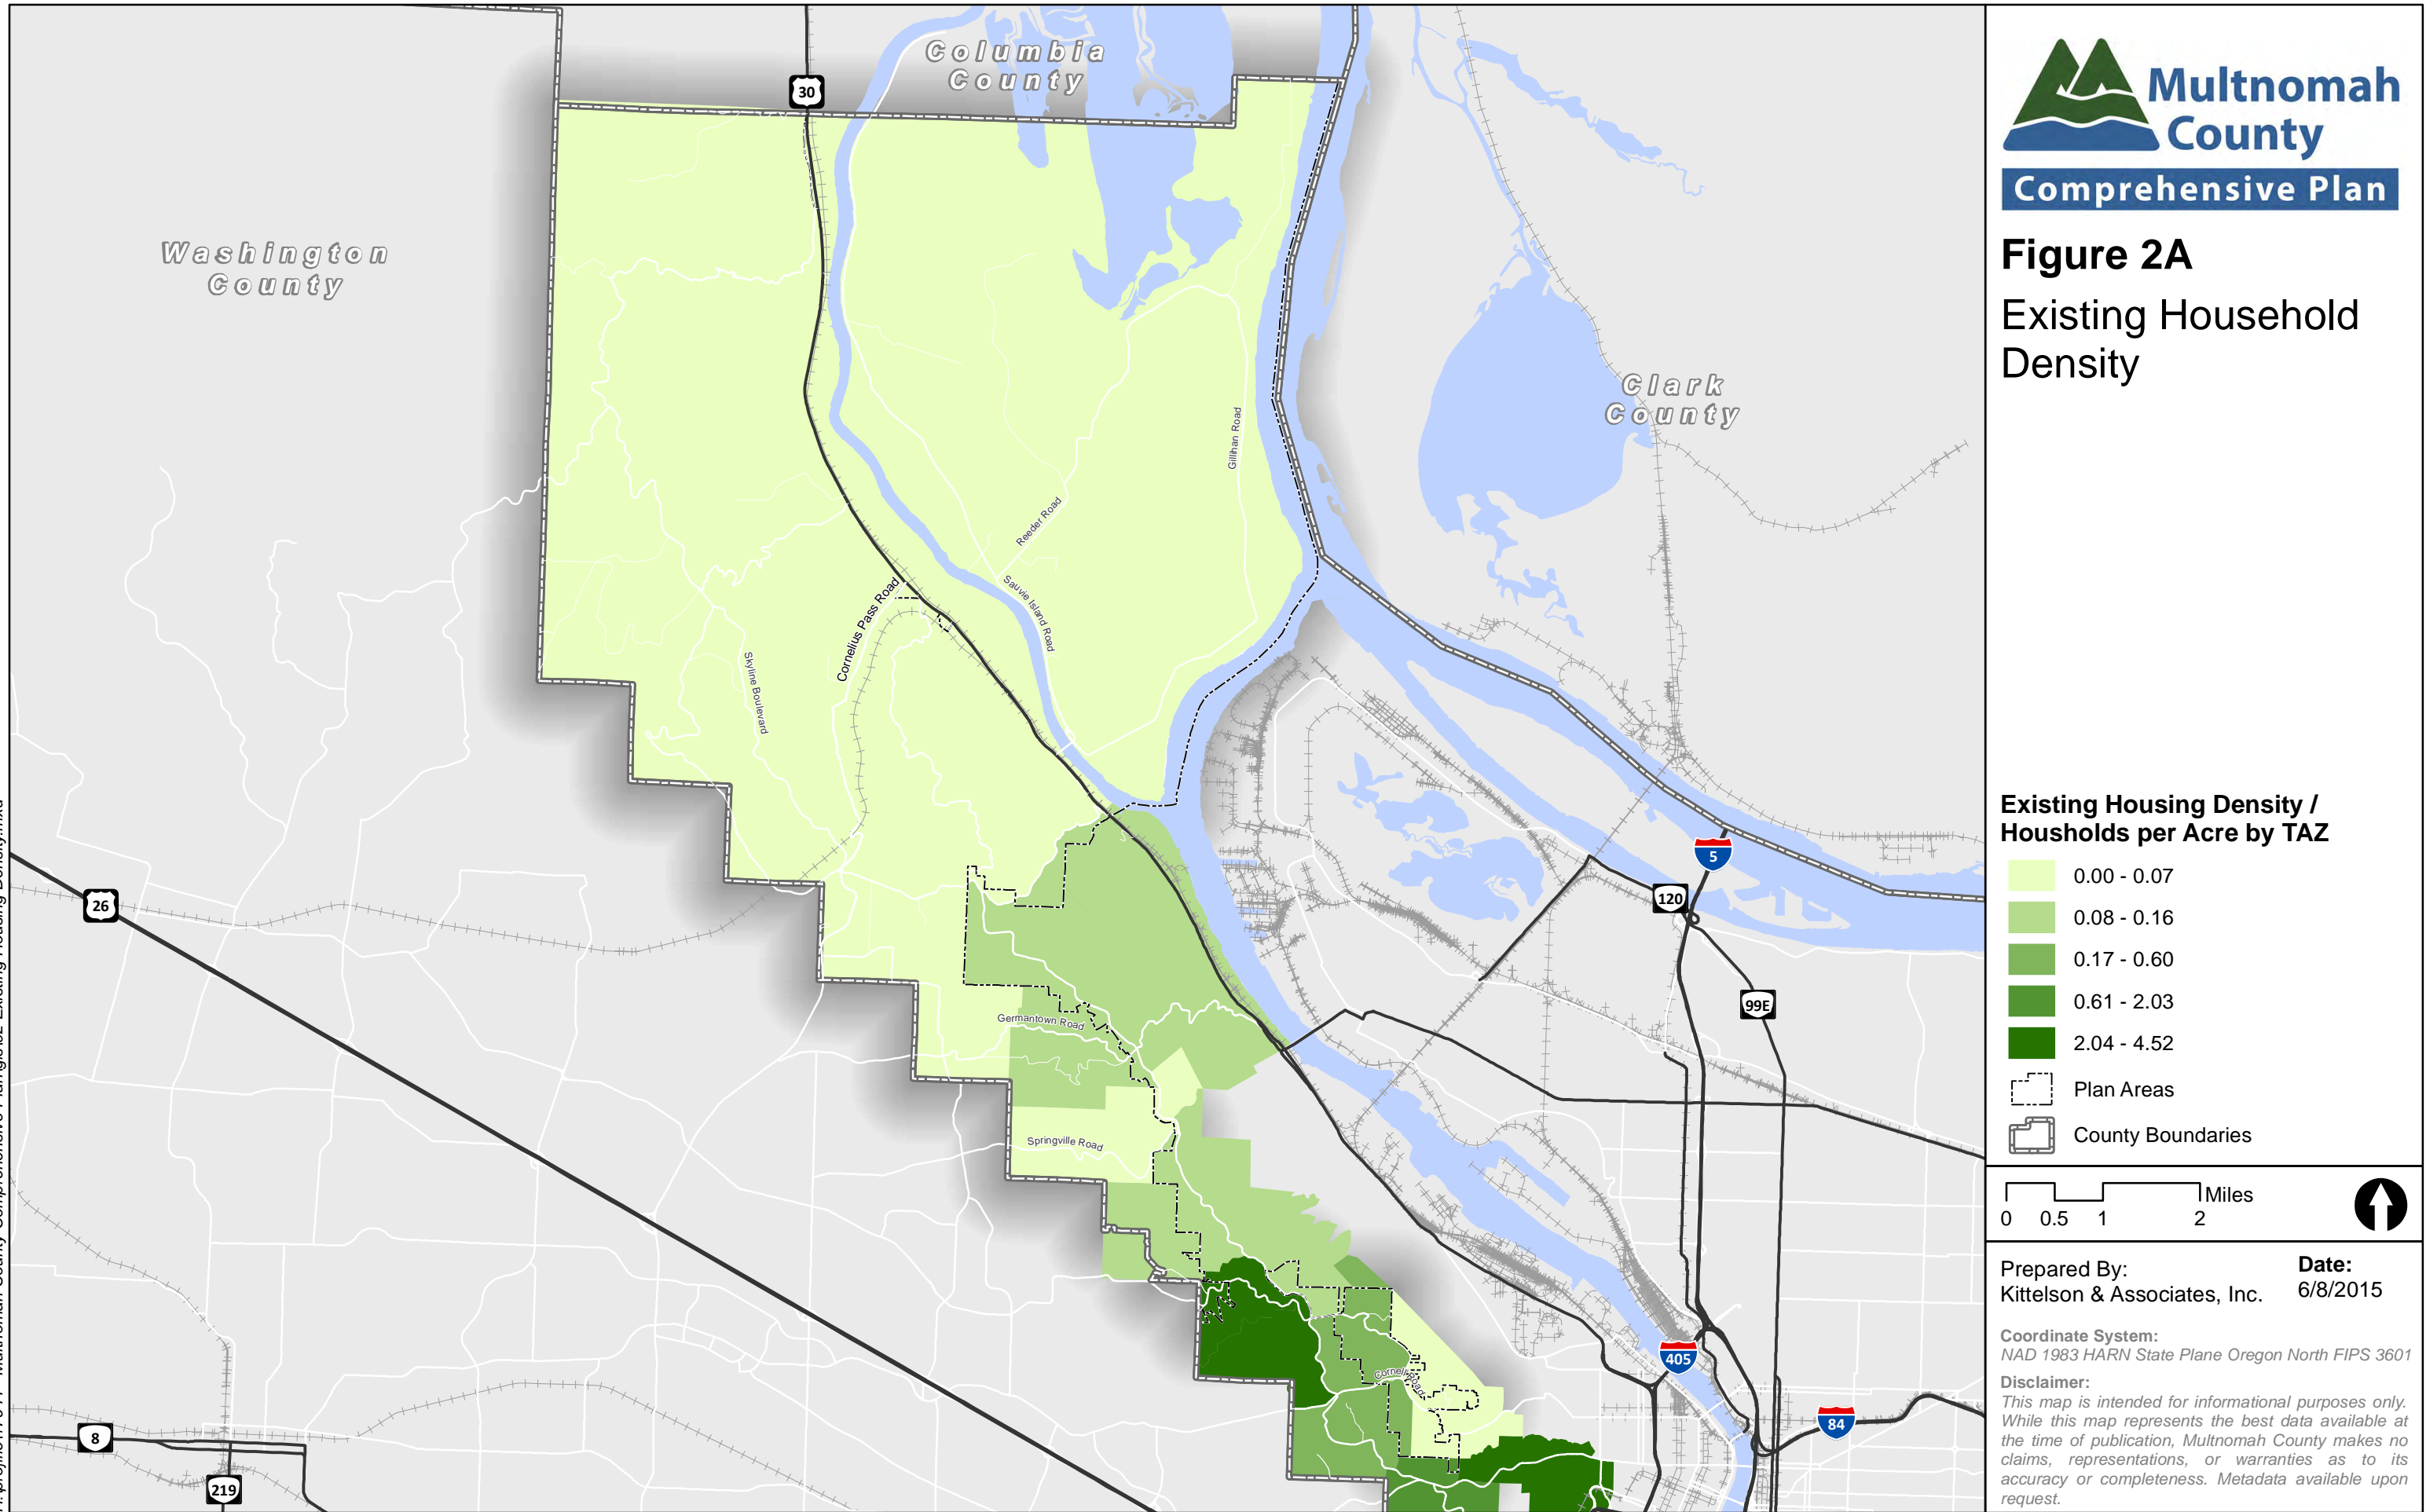 Columbia
County
30
Washington
County
Clark
County
Gillihan Road
Reeder Road
Sauvie Island Road
Cornelius Pass Road
Skyline Boulevard
5
120
26
99E
Germantown Road
Springville Road
Cornell Road
405
84
8
219
Multnomah
County
Comprehensive Plan
Figure 2A
Existing Household
Density
Existing Housing Density /
Housholds per Acre by TAZ
0.00 - 0.07
0.08 - 0.16
0.17 - 0.60
0.61 - 2.03
2.04 - 4.52
Plan Areas
County Boundaries
Miles
0 0.5 1 2
Prepared By:
Kittelson & Associates, Inc.
Date:
6/8/2015
Coordinate System:
NAD 1983 HARN State Plane Oregon North FIPS 3601
Disclaimer:
This map is intended for informational purposes only.
While this map represents the best data available at
the time of publication, Multnomah County makes no
claims, representations, or warranties as to its
accuracy or completeness. Metadata available upon
request.